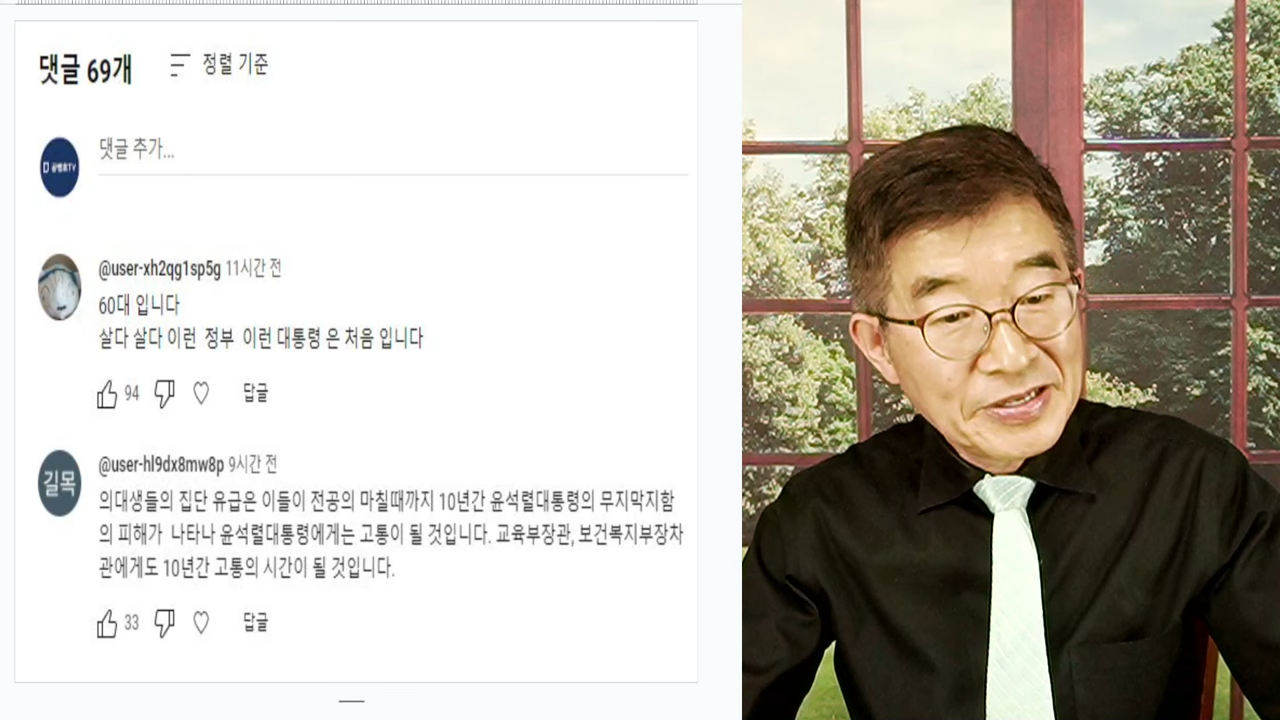 댓글 69개
정렬 기준
댓글 추가...
@user-xh2qg1sp5g 11시간 전
60대 입니다
살다 살다 이런 정부 이런 대통령 은 처음 입니다
94 답글
길목
@user-hl9dx8mw8p 9시간 전
의대생들의 집단 유급은 이들이 전공의 마칠때까지 10년간 윤석렬대통령의 무지막지함
의 피해가 나타나 윤석렬대통령에게는 고통이 될 것입니다. 교육부장관, 보건복지부장차
관에게도 10년간 고통의 시간이 될 것입니다.
33 답글